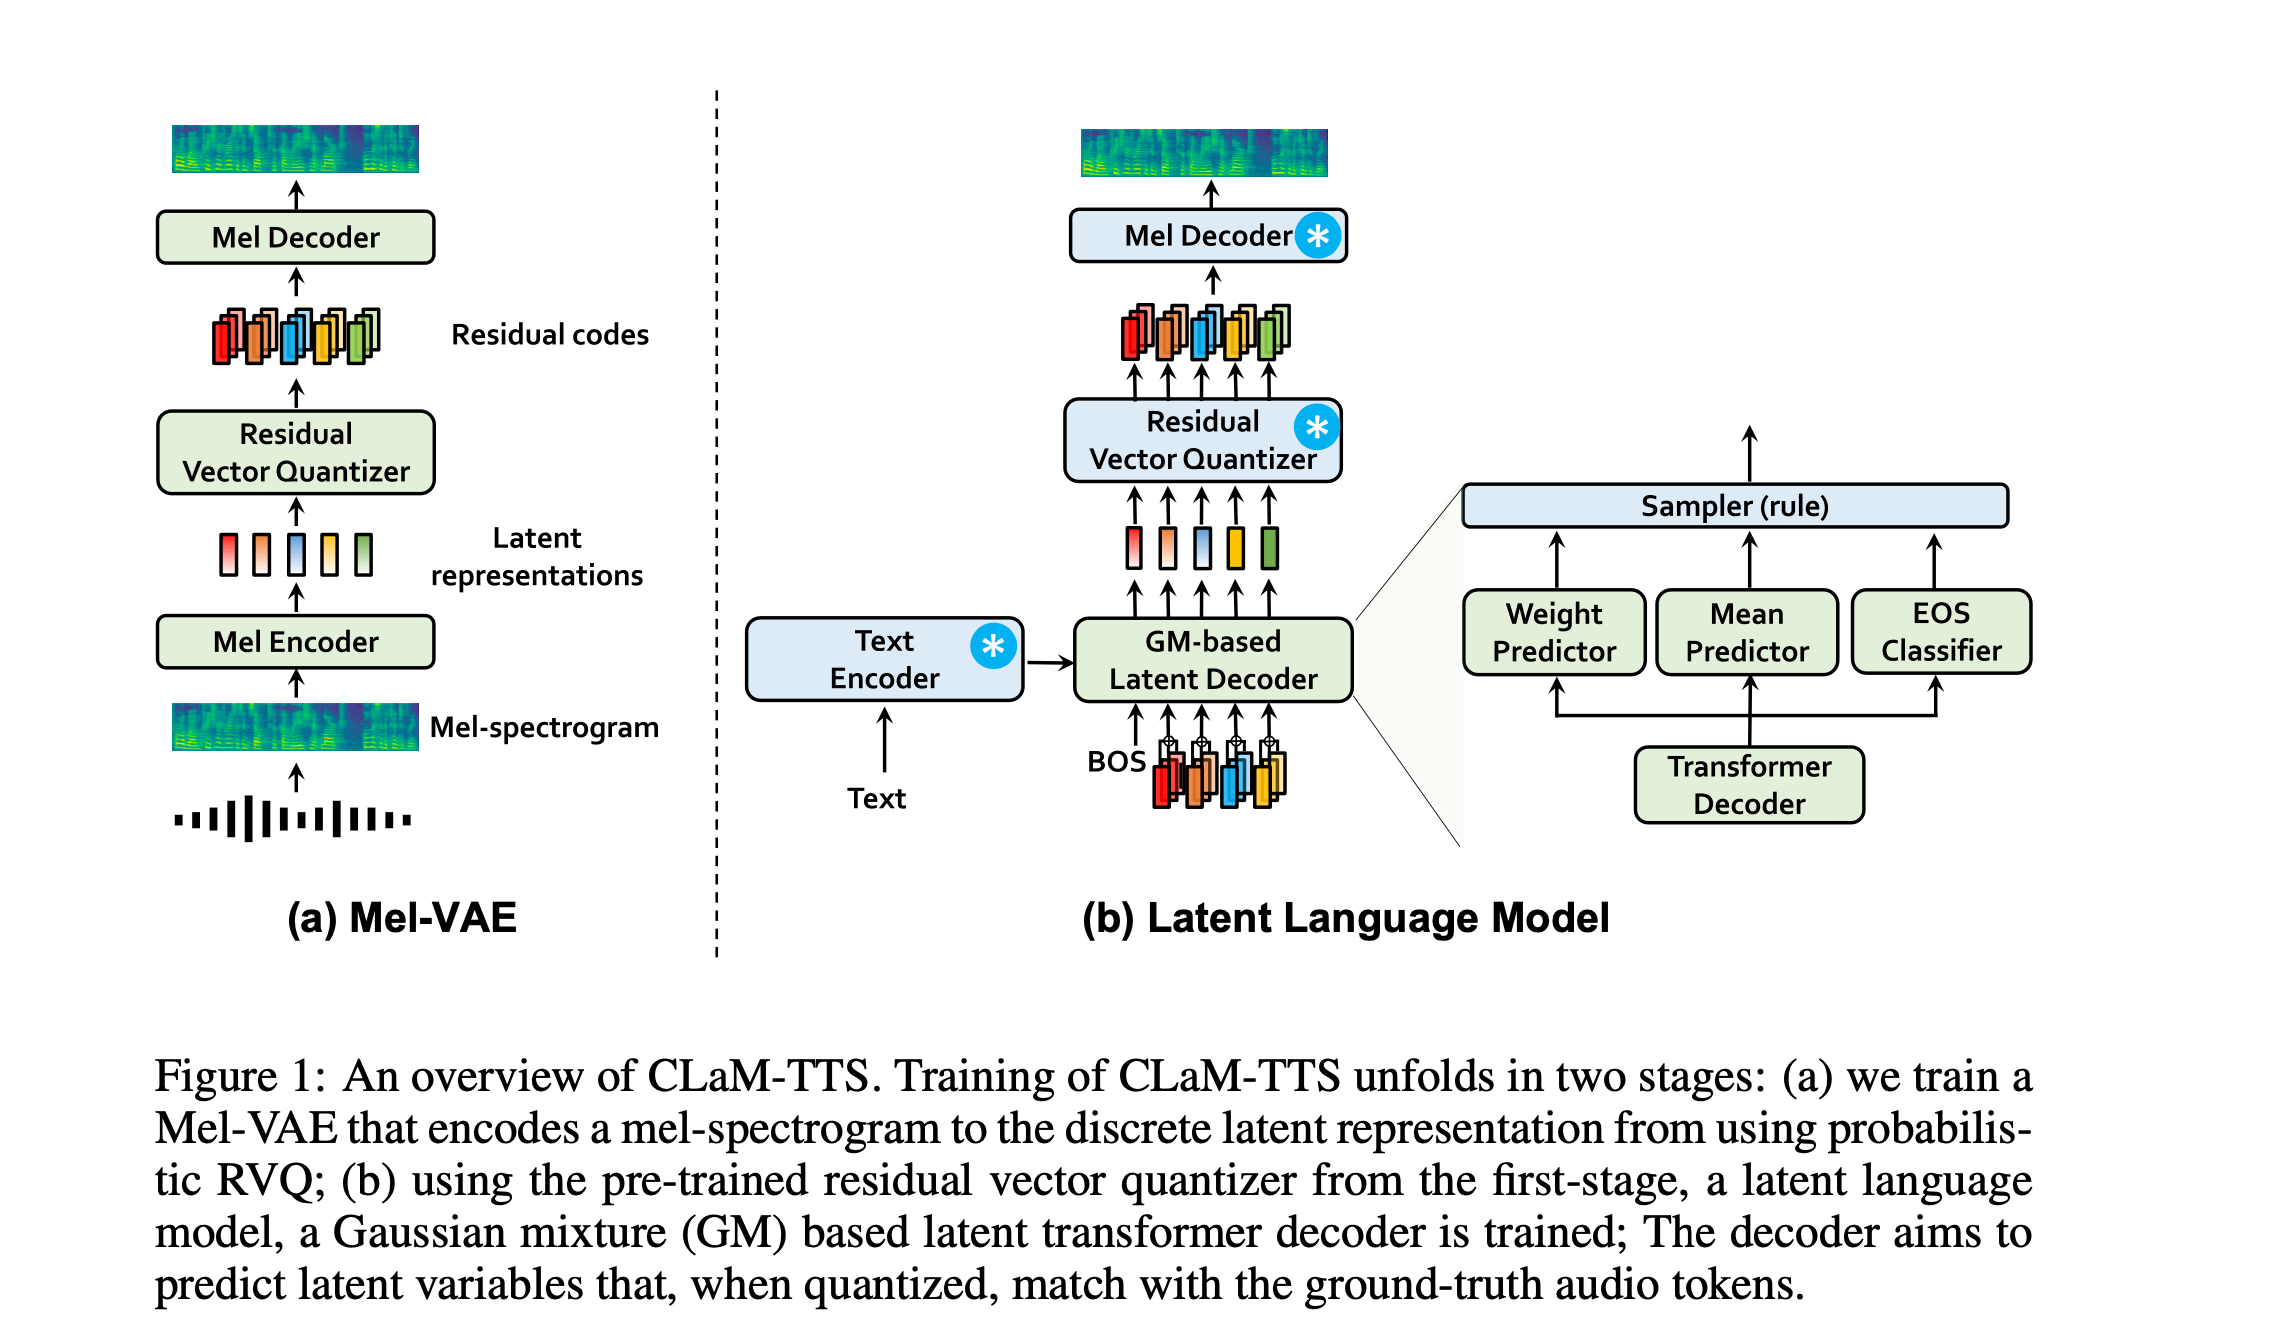 Mel Decoder
Residual codes
Residual
Vector Quantizer
Latent
representations
Mel Encoder
Mel-spectrogram
(a) Mel-VAE
Mel Decoder
Residual
Vector Quantizer
Text
Encoder
GM-based
Latent Decoder
BOS
Text
Sampler (rule)
Weight
Predictor
Mean
Predictor
EOS
Classifier
Transformer
Decoder
(b) Latent Language Model
Figure 1: An overview of CLaM-TTS. Training of CLaM-TTS unfolds in two stages: (a) we train a
Mel-VAE that encodes a mel-spectrogram to the discrete latent representation from using probabilis-
tic RVQ; (b) using the pre-trained residual vector quantizer from the first-stage, a latent language
model, a Gaussian mixture (GM) based latent transformer decoder is trained; The decoder aims to
predict latent variables that, when quantized, match with the ground-truth audio tokens.